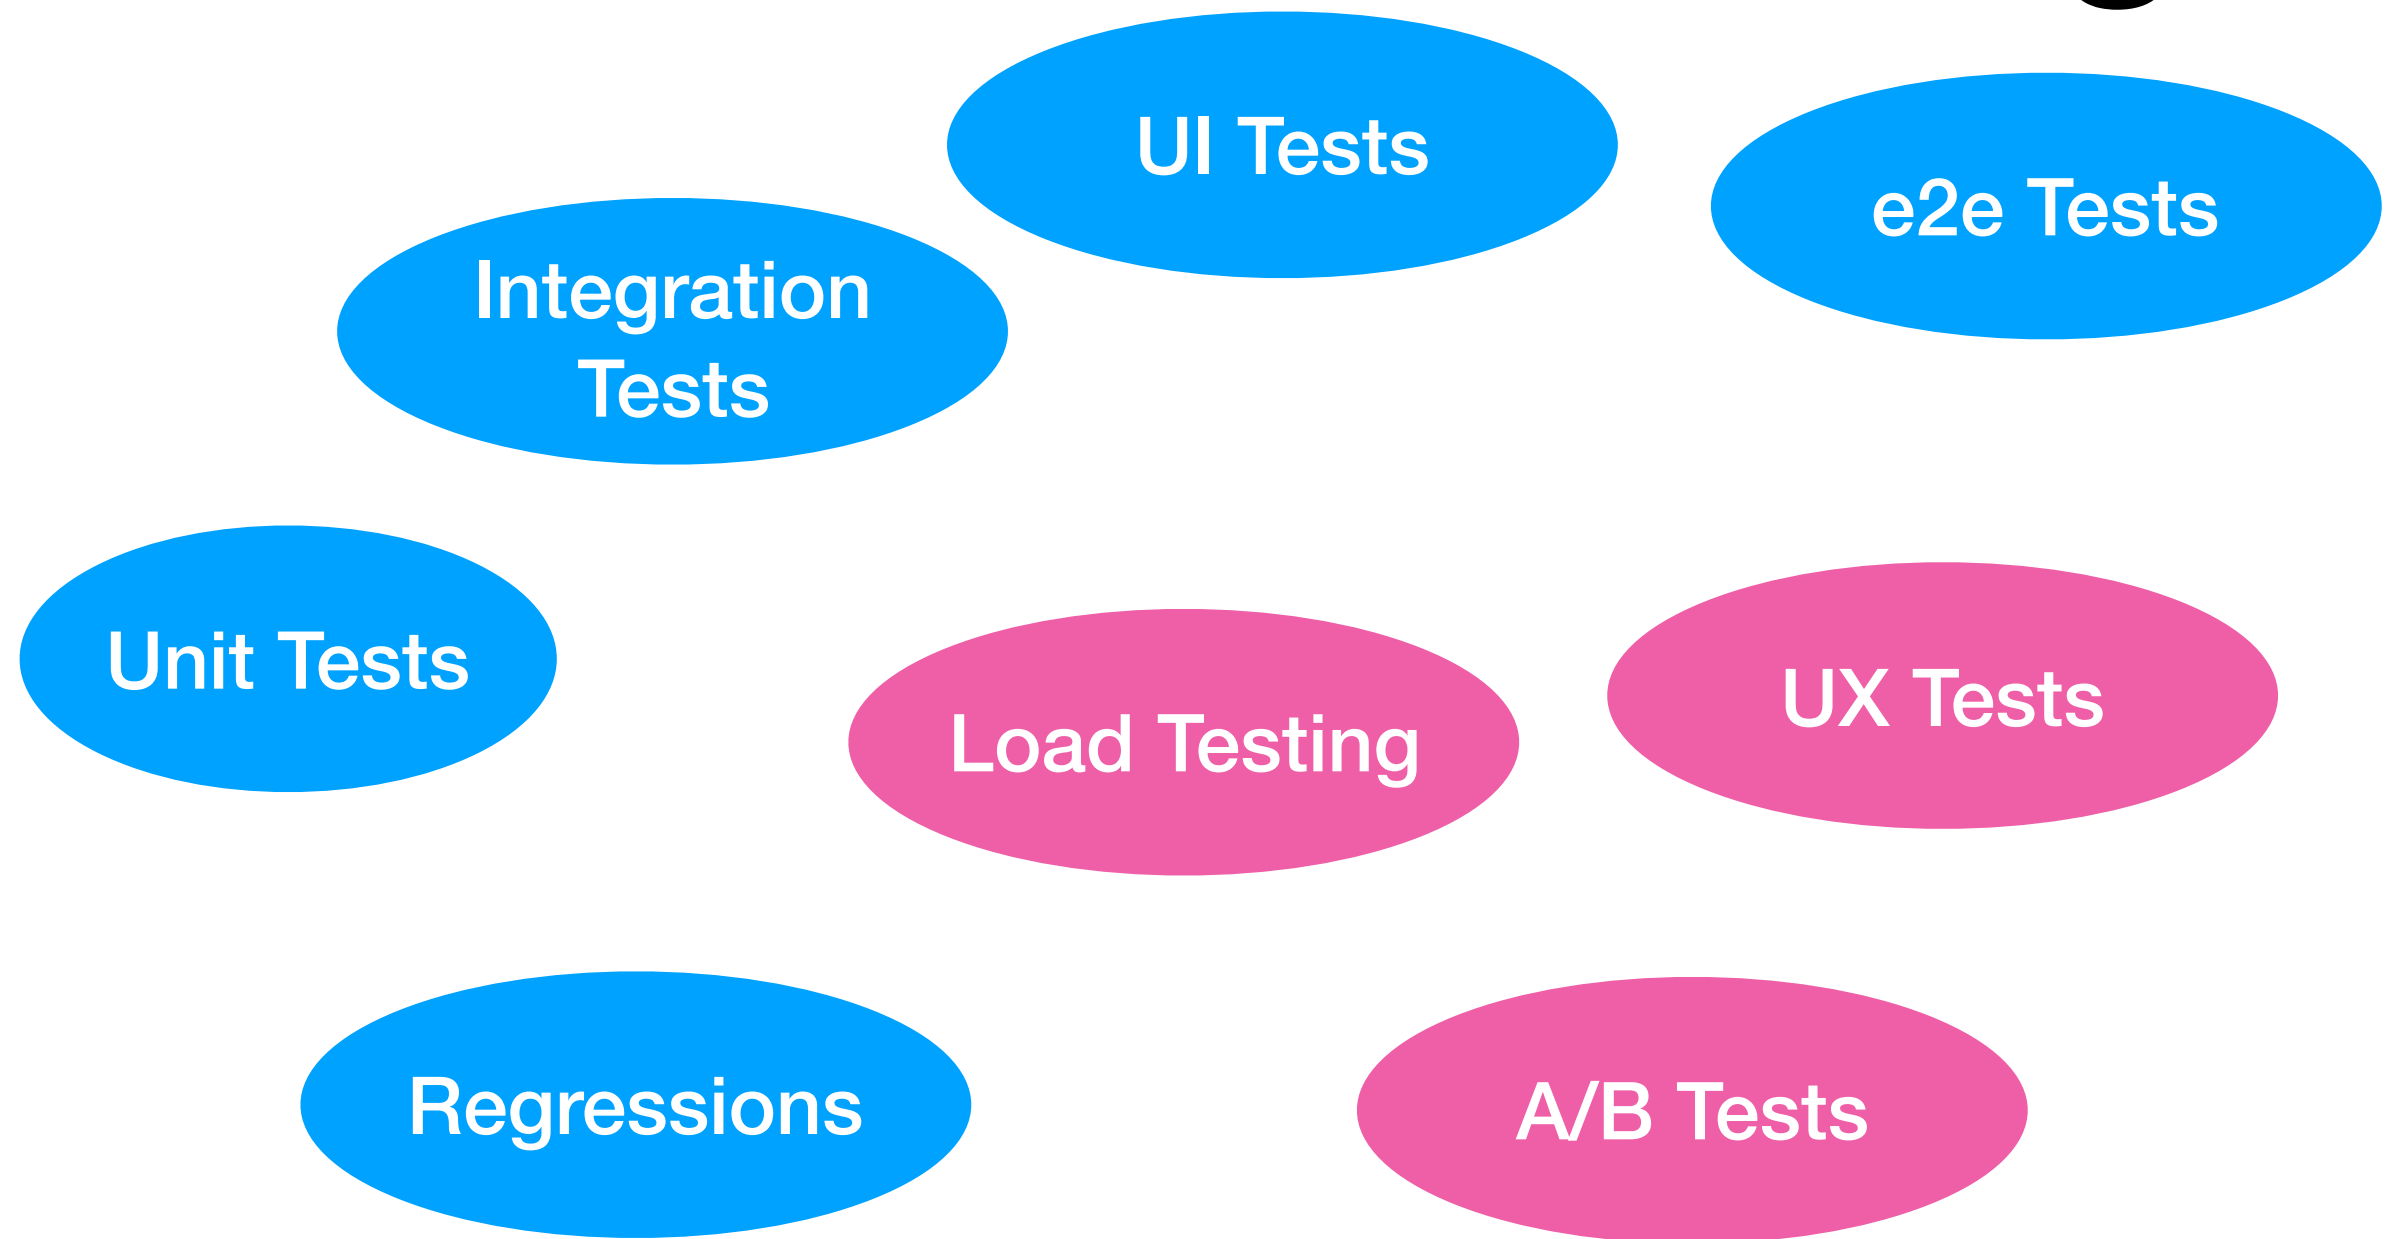 UI Tests
e2e Tests
Integration
Tests
Unit Tests
Load Testing
UX Tests
Regressions
A/B Tests